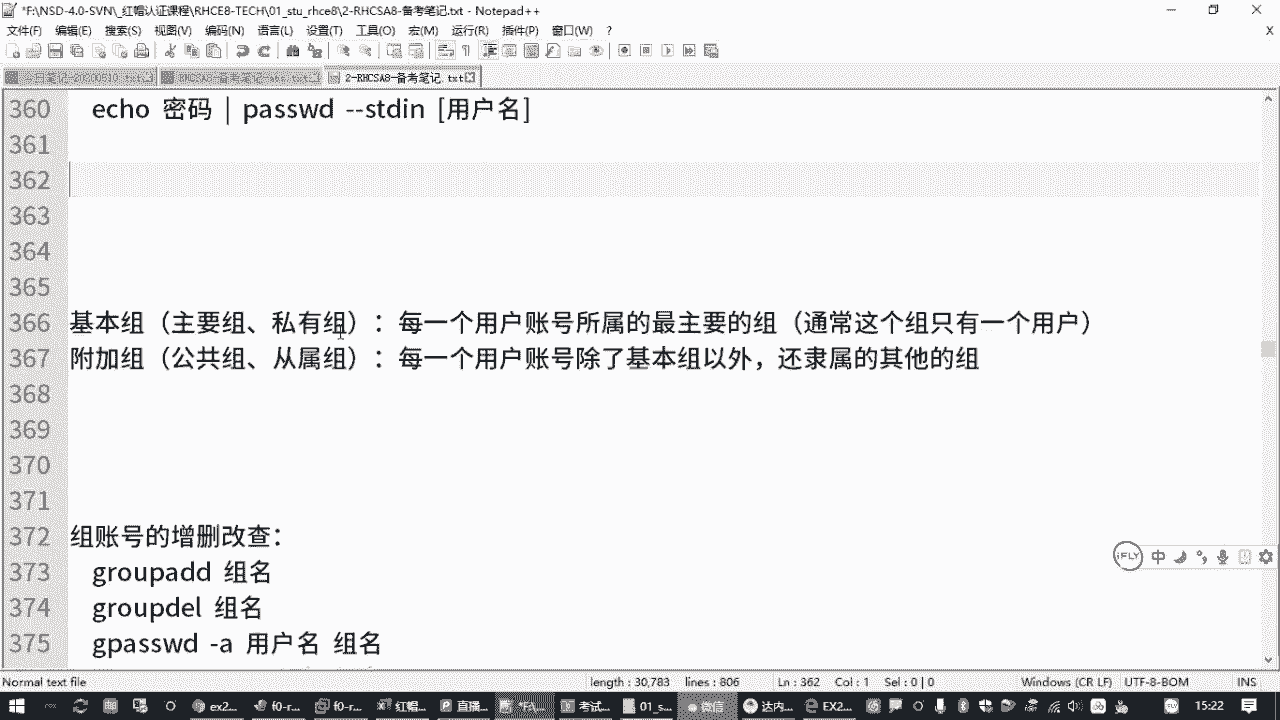 *F:\NSD-4.0-SVN\_红帽认证课程\RHCE8-TECH\01_stu_rhce8\2-RHCSA8-备考笔记.txt - Notepad++
文件(F) 编辑(E) 搜索(S) 视图(V) 编码(N) 语言(L) 设置(T) 工具(O) 宏(M) 运行(R) 插件(P) 窗口(W) ? X
2-RHCSA8-备考笔记.txt
360 echo 密码 | passwd --stdin [用户名]
361
362
363
364
365
366 基本组（主要组、私有组）：每一个用户账号所属的最主要的组（通常这个组只有一个用户）
367 附加组（公共组、从属组）：每一个用户账号除了基本组以外，还隶属的其他的组
368
369
370
371
372 组账号的增删改查：
373 groupadd 组名
374 groupdel 组名
375 gpasswd -a 用户名 组名
iFLY 中
Normal text file length : 30,783 lines : 806 Ln : 362 Col : 1 Sel : 0 | 0 Windows (CR LF) UTF-8-BOM INS
ex2... f0-r... f0-r... 红帽... 直播... 考试... 01_s... 微信 达内... EX2... 15:22